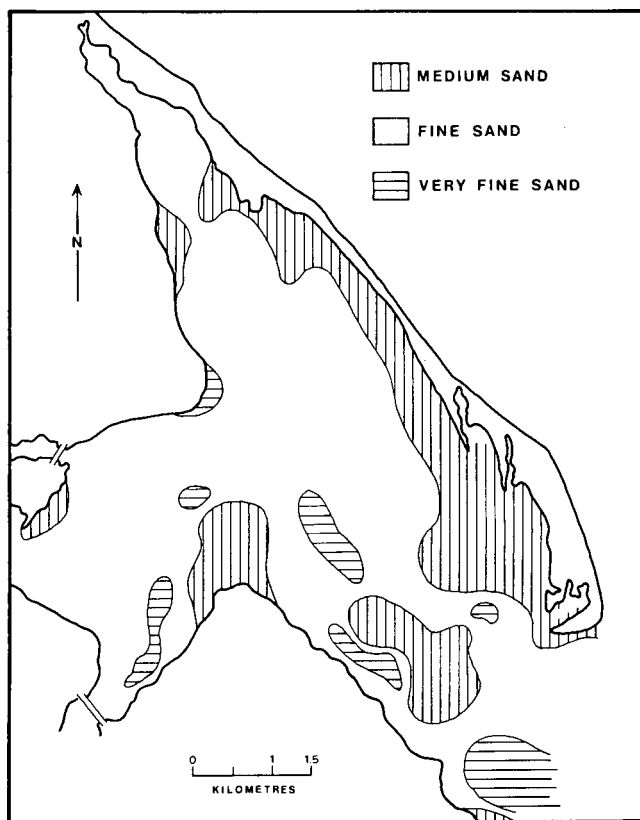 MEDIUM SAND
FINE SAND
VERY FINE SAND
N
0 1 1.5
KILOMETRES